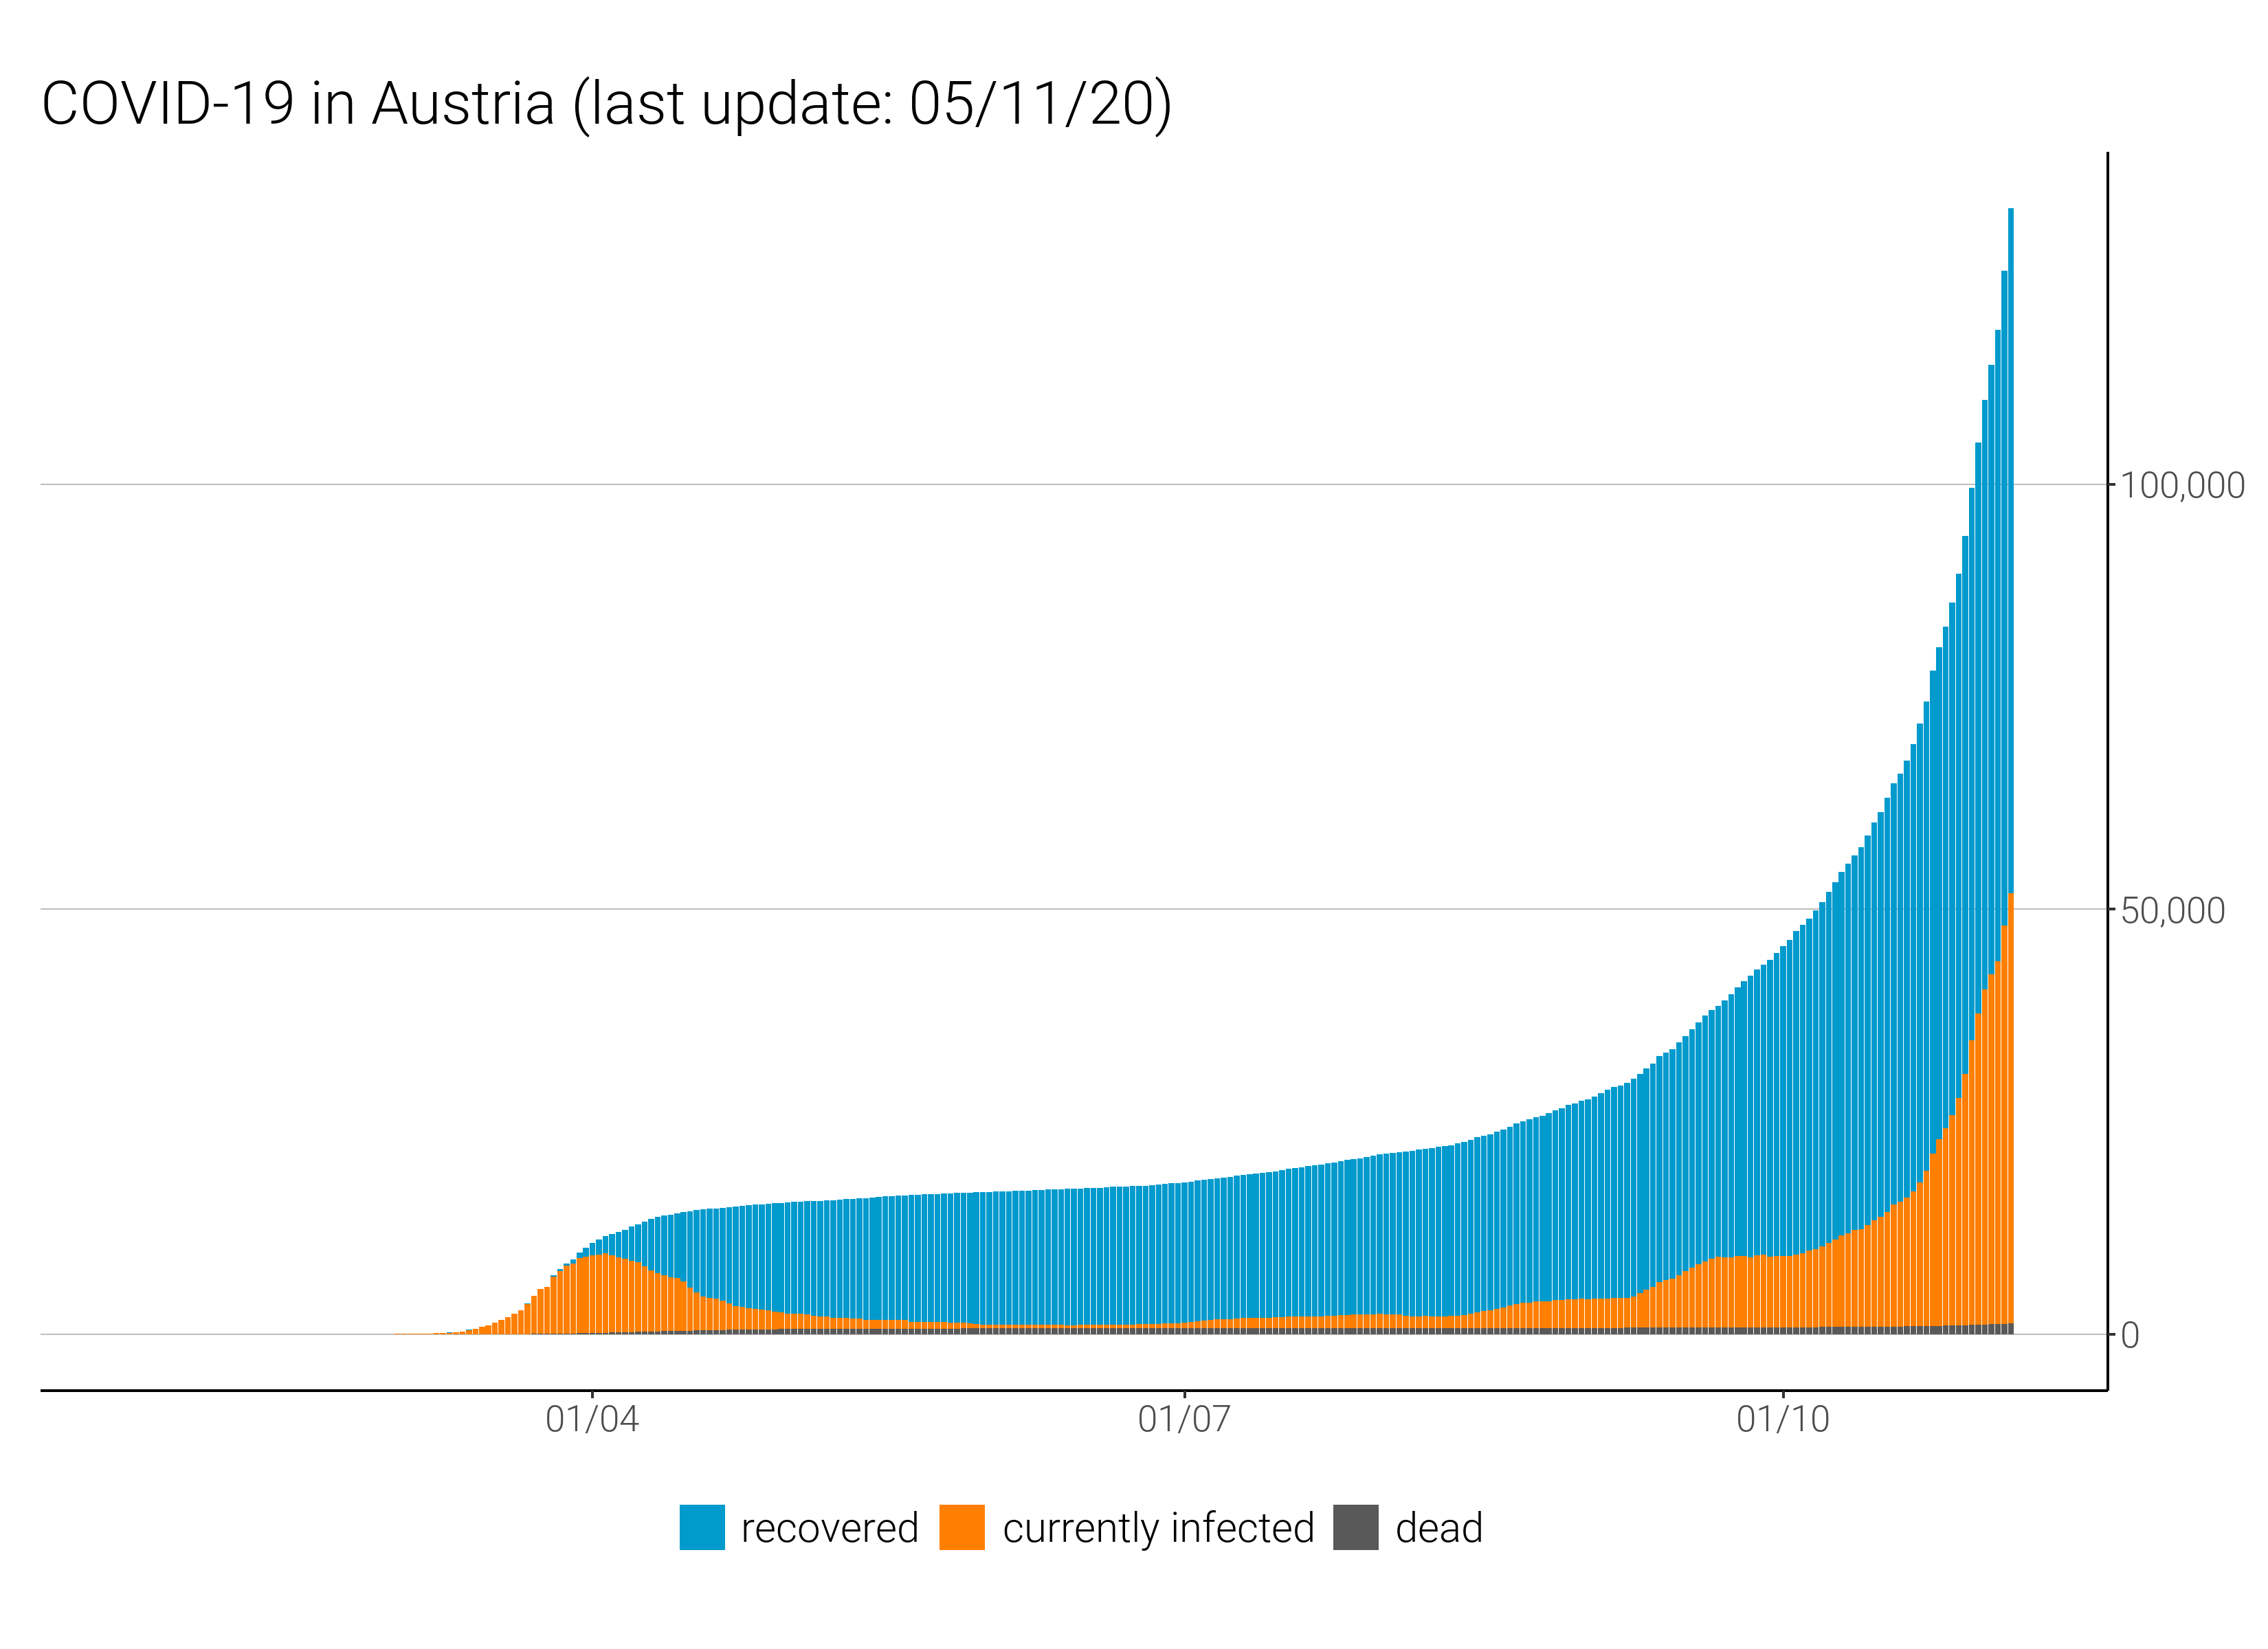 COVID-19 in Austria (last update: 05/11/20)
100,000
50,000
0
01/04 01/07 01/10
recovered currently infected dead